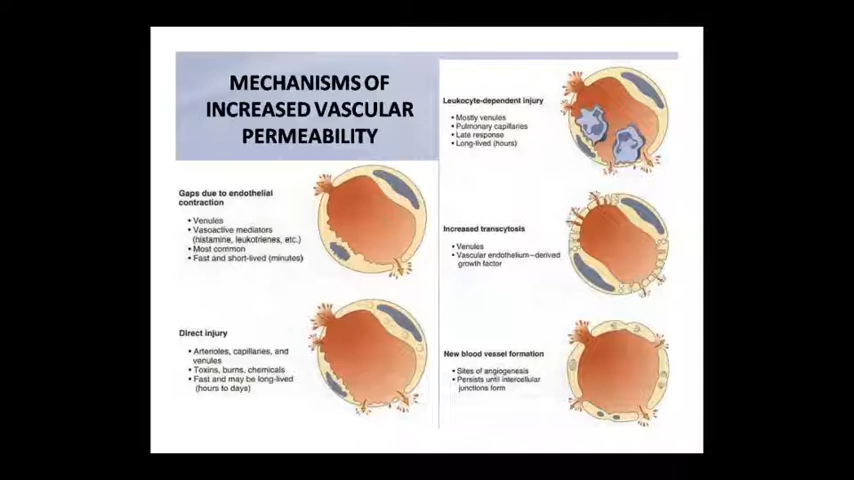 MECHANISMS OF
INCREASED VASCULAR
PERMEABILITY
Gaps due to endothelial
contraction
• Venules
• Vasoactive mediators
(histamine, leukotrienes, etc.)
• Most common
• Fast and short-lived (minutes)
Direct injury
• Arterioles, capillaries, and
venules
• Toxins, burns, chemicals
• Fast and may be long-lived
(hours to days)
Leukocyte-dependent injury
• Mostly venules
• Pulmonary capillaries
• Late response
• Long-lived (hours)
Increased transcytosis
• Venules
• Vascular endothelium–derived
growth factor
New blood vessel formation
• Sites of angiogenesis
• Persists until intercellular
junctions form